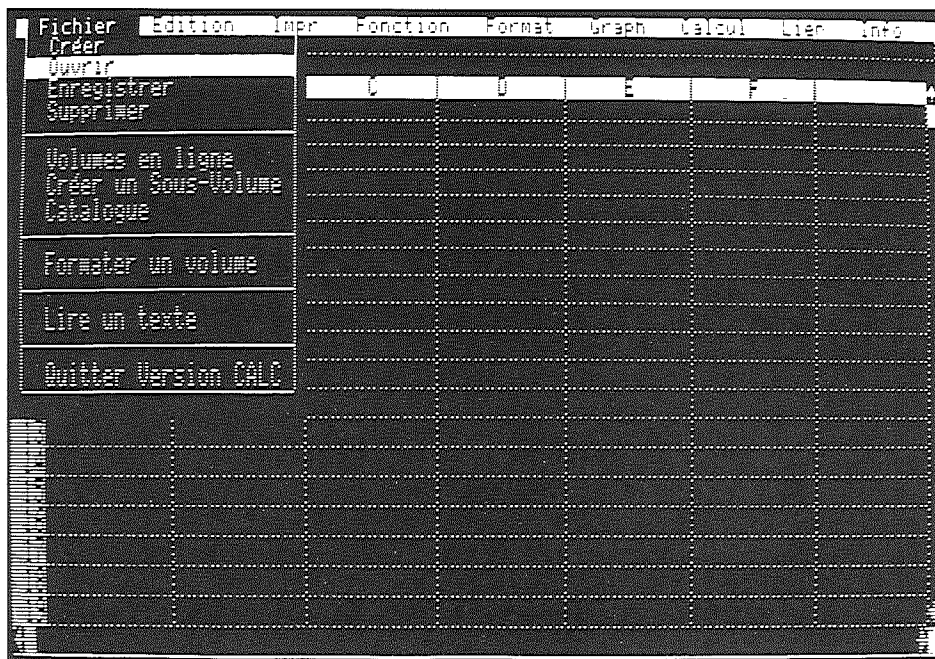 Fichier Edition Impr Fonction Format Graph Calcul Lier info
Créer
Ouvrir
Enregistrer
Supprimer
C D E F
Volumes en ligne
Créer un Sous-Volume
Catalogue
Formater un volume
Lire un texte
Quitter Version CALC